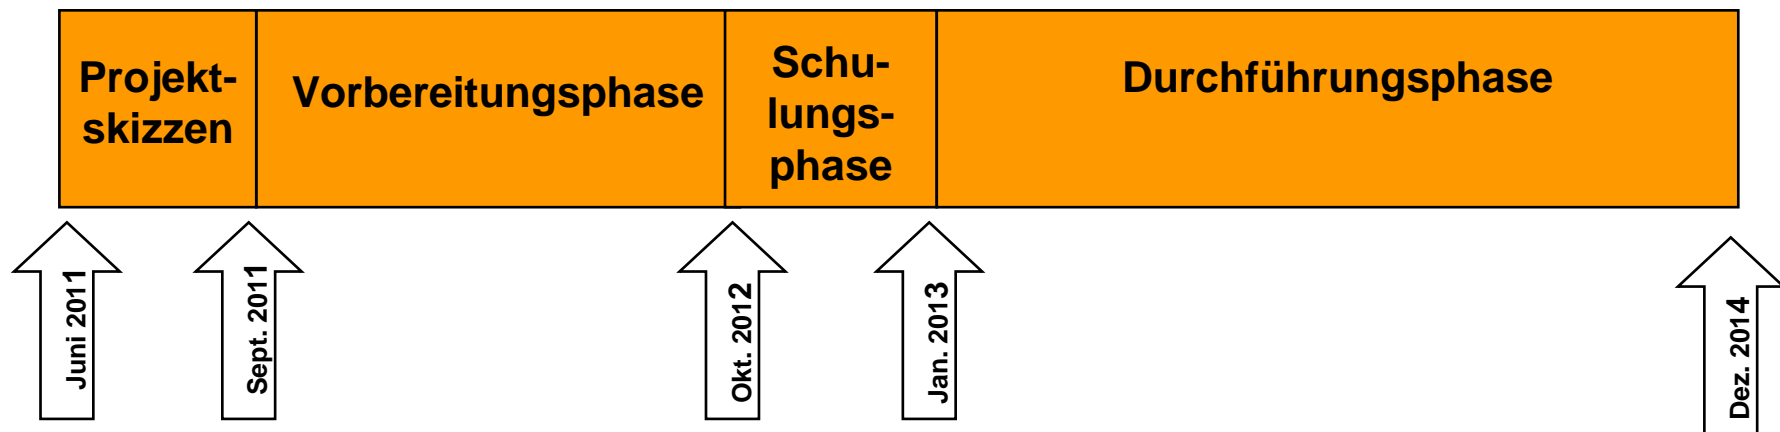 Projekt-
skizzen
Vorbereitungsphase
Schu-
lungs-
phase
Durchführungsphase
Juni 2011
Sept. 2011
Okt. 2012
Jan. 2013
Dez. 2014